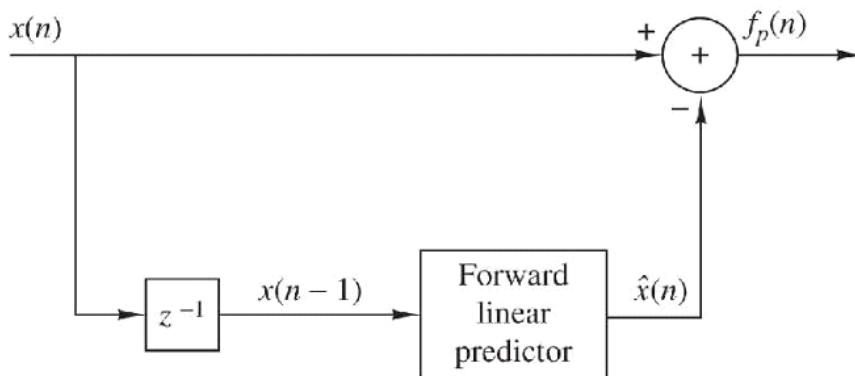 x(n)
+
f_p(n)
+
−
z⁻¹
x(n − 1)
Forward
linear
predictor
x̂(n)